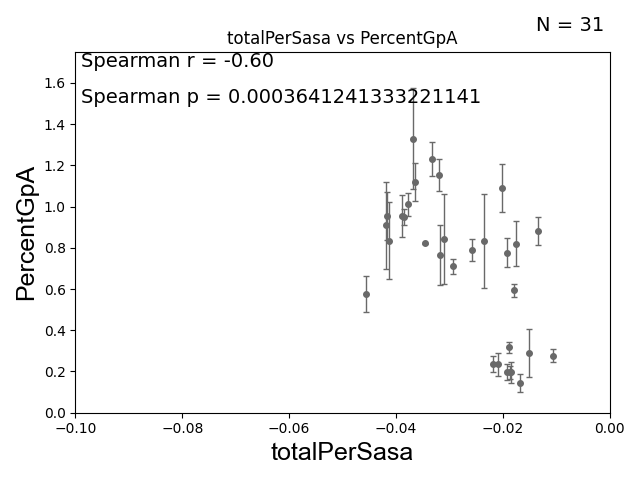 N = 31
totalPerSasa vs PercentGpA
Spearman r = -0.60
Spearman p = 0.0003641241333221141
PercentGpA
1.6
1.4
1.2
1.0
0.8
0.6
0.4
0.2
0.0
−0.10 −0.08 −0.06 −0.04 −0.02 0.00
totalPerSasa